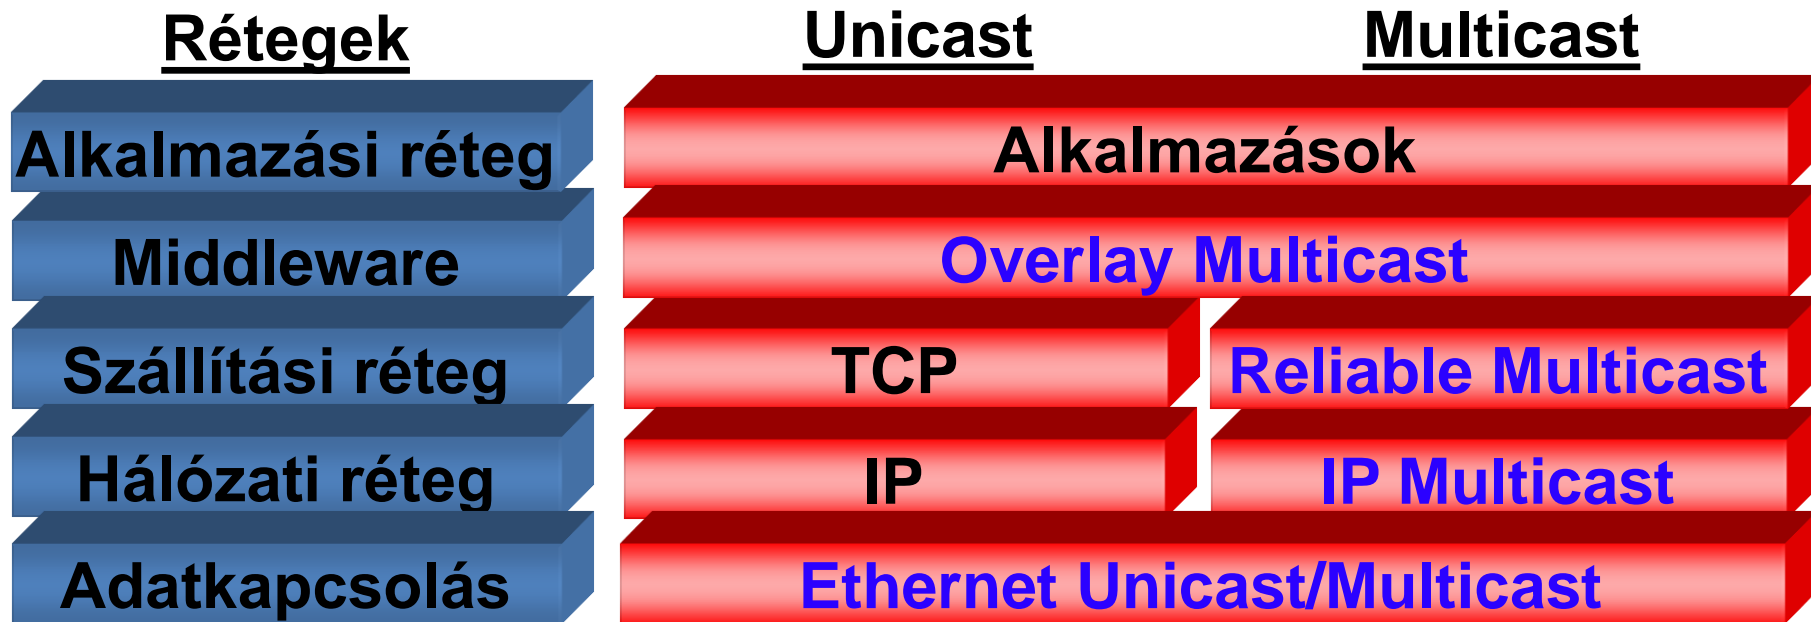 Rétegek Unicast Multicast
Alkalmazási réteg Alkalmazások
Middleware Overlay Multicast
Szállítási réteg TCP Reliable Multicast
Hálózati réteg IP IP Multicast
Adatkapcsolás Ethernet Unicast/Multicast